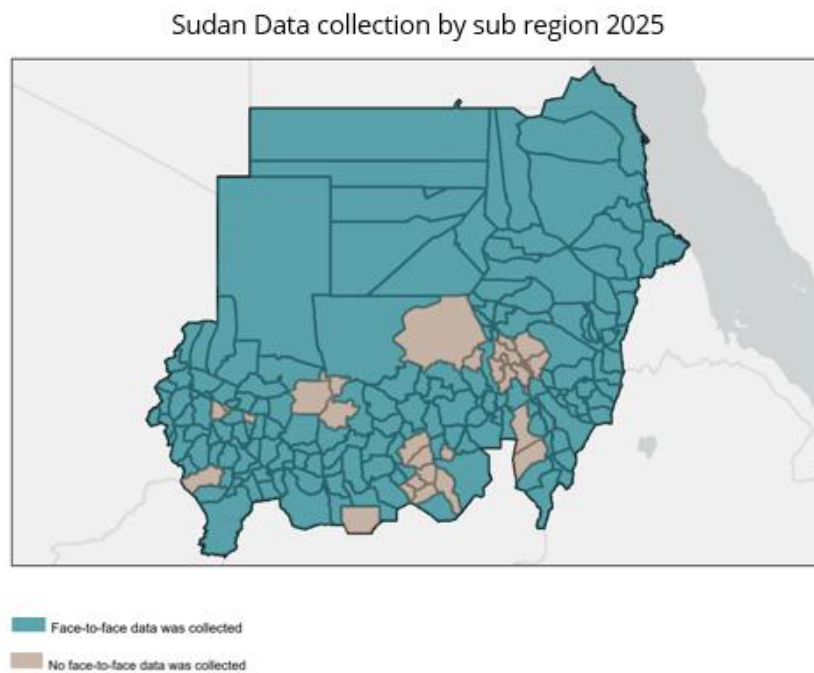 Sudan Data collection by sub region 2025
Face-to-face data was collected
No face-to-face data was collected